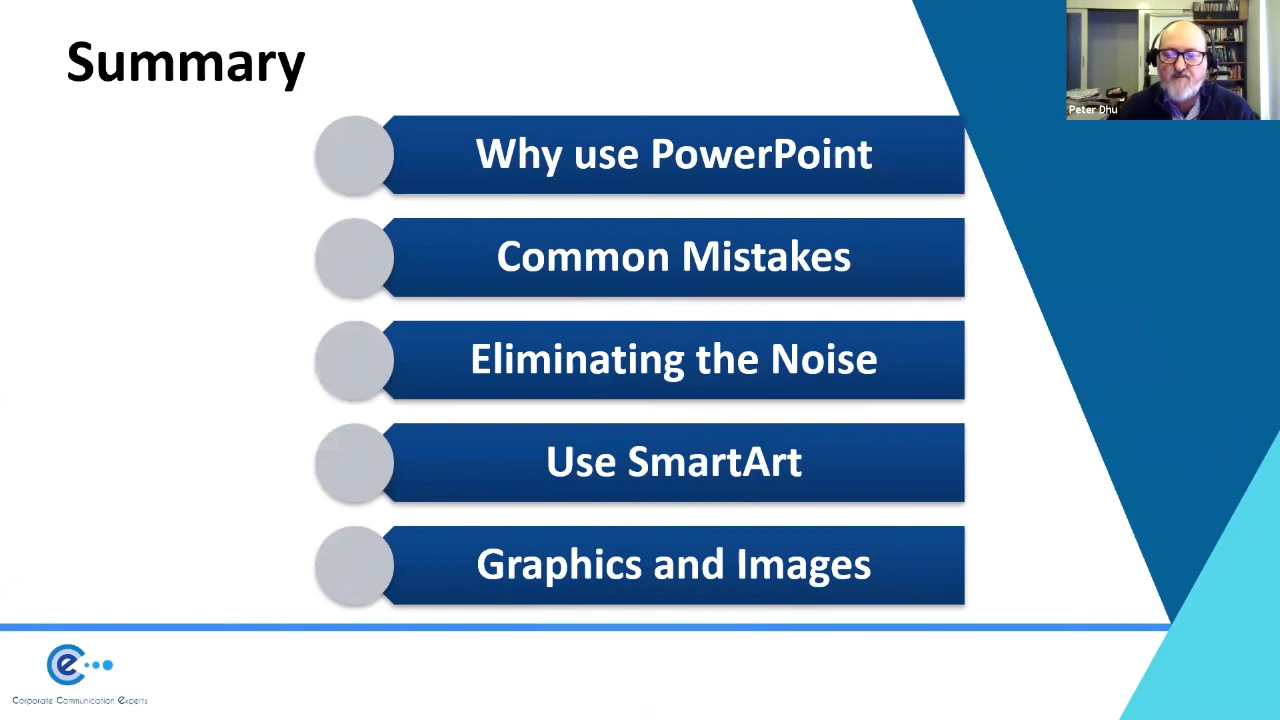 Summary
Peter Dhu
Why use PowerPoint
Common Mistakes
Eliminating the Noise
Use SmartArt
Graphics and Images
Ce
Corporate Communication Experts